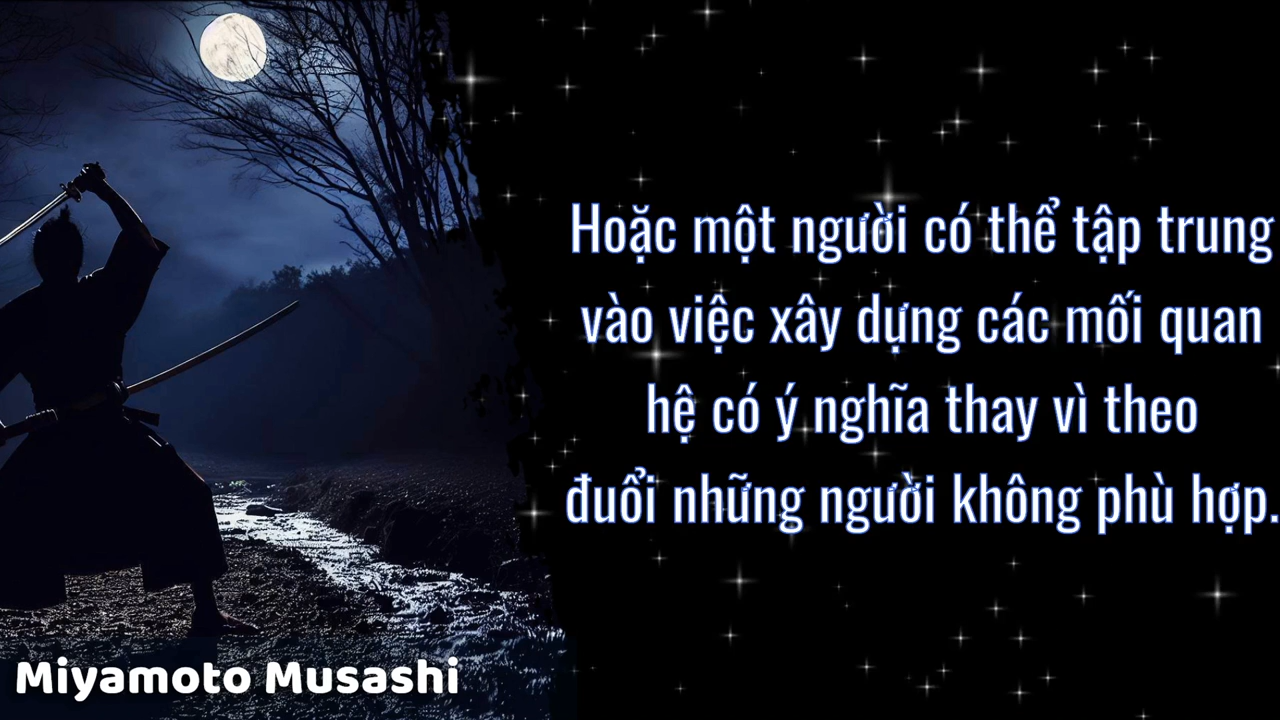 Hoặc một người có thể tập trung
vào việc xây dựng các mối quan
hệ có ý nghĩa thay vì theo
đuổi những người không phù hợp.
Miyamoto Musashi